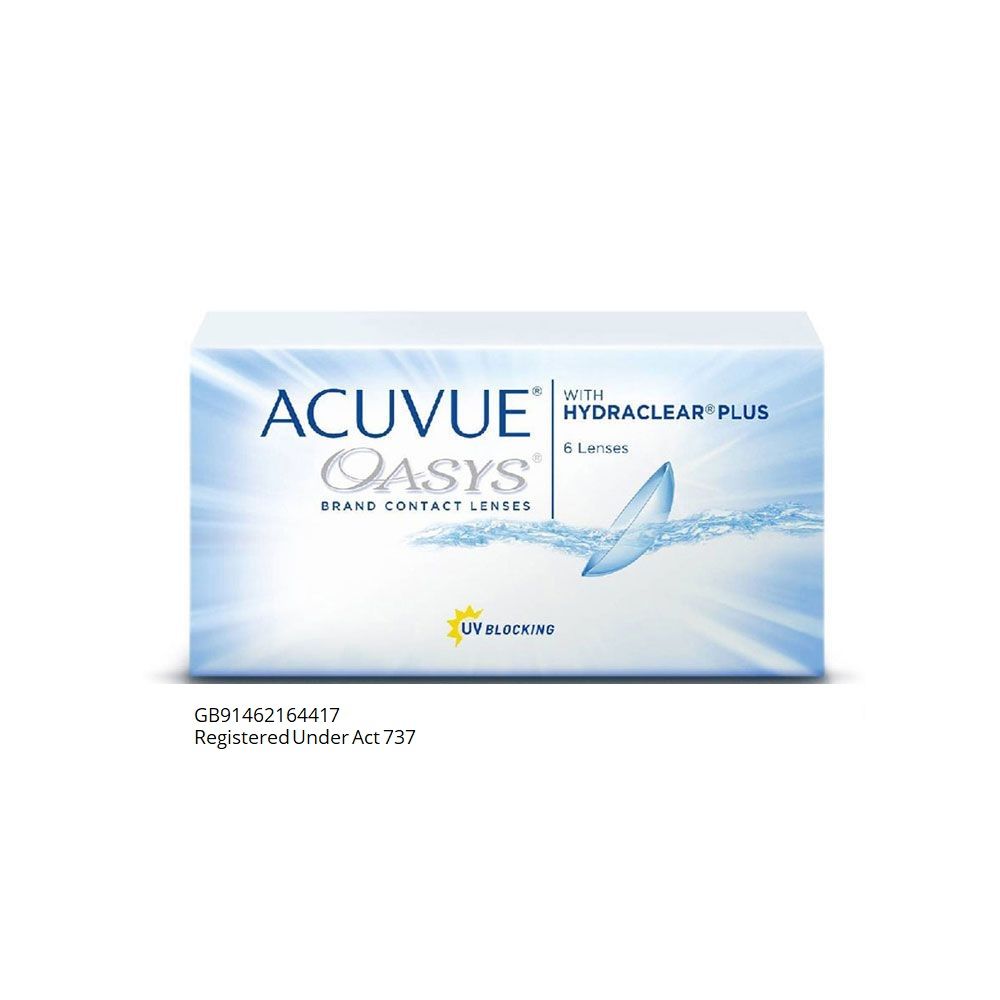 ACUVUE®
OASYS®
BRAND CONTACT LENSES
WITH
HYDRACLEAR® PLUS
6 Lenses
UV BLOCKING
GB91462164417
Registered Under Act 737